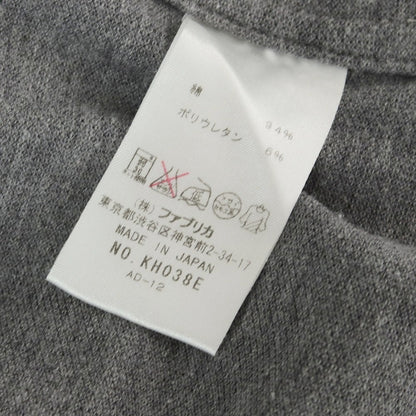 綿 94%
ポリウレタン 6%
(株) ファブリカ
東京都渋谷区神宮前2-34-17
MADE IN JAPAN
NO. KH038E
AD-12